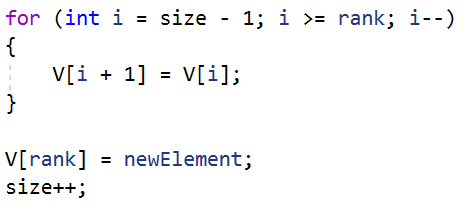 for (int i = size - 1; i >= rank; i--)
{
    V[i + 1] = V[i];
}

V[rank] = newElement;
size++;